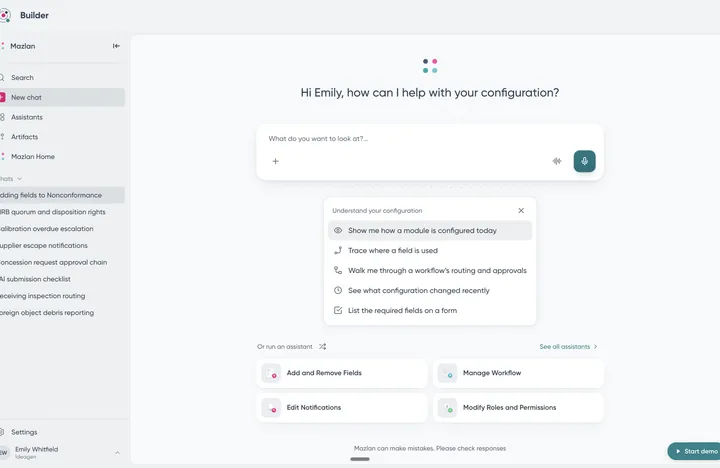 Builder
Mazlan
Search
New chat
Assistants
Artifacts
Mazlan Home
hats
dding fields to Nonconformance
RB quorum and disposition rights
alibration overdue escalation
upplier escape notifications
oncession request approval chain
AI submission checklist
eceiving inspection routing
oreign object debris reporting
Settings
EW
Emily Whitfield
Ideagen
Hi Emily, how can I help with your configuration?
What do you want to look at?...
Understand your configuration
Show me how a module is configured today
Trace where a field is used
Walk me through a workflow's routing and approvals
See what configuration changed recently
List the required fields on a form
Or run an assistant
See all assistants
Add and Remove Fields
Manage Workflow
Edit Notifications
Modify Roles and Permissions
Mazlan can make mistakes. Please check responses
Start demo